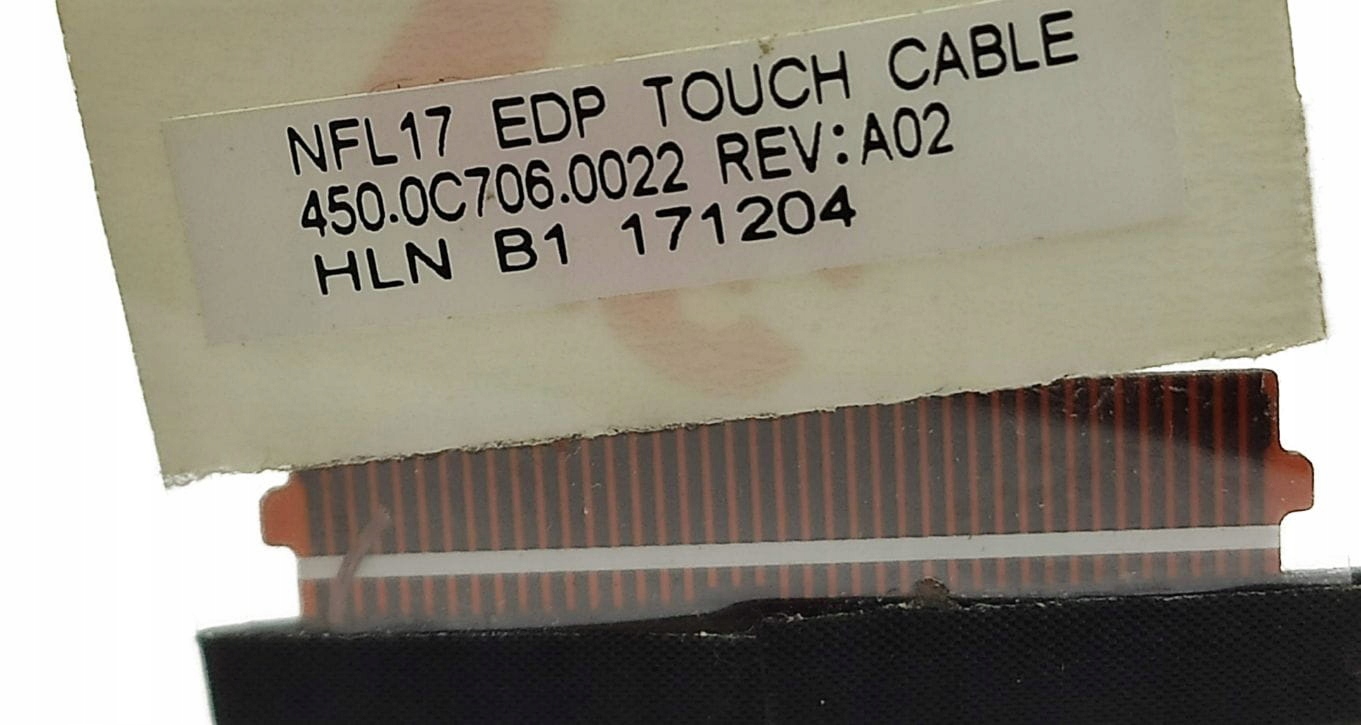 NFL17 EDP TOUCH CABLE
450.0C706.0022 REV:A02
HLN B1 171204